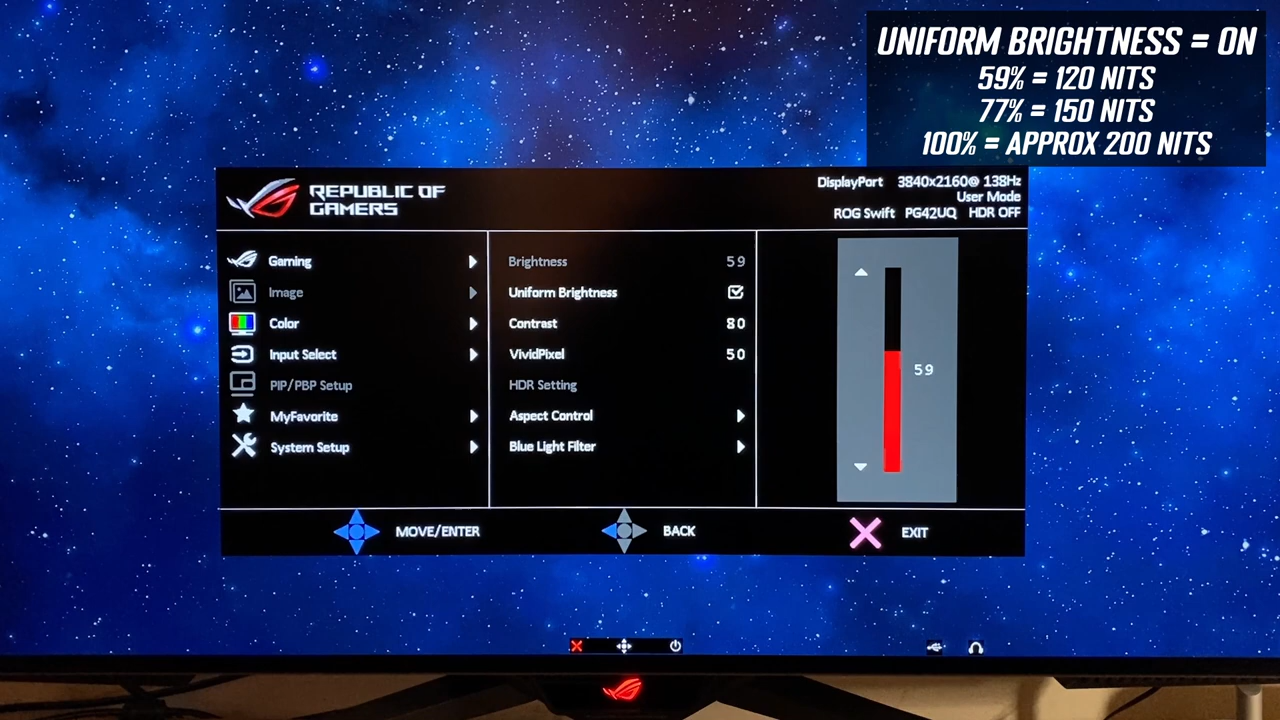 UNIFORM BRIGHTNESS = ON
59% = 120 NITS
77% = 150 NITS
100% = APPROX 200 NITS
REPUBLIC OF
GAMERS
DisplayPort 3840x2160@ 138Hz
User Mode
ROG Swift PG42UQ HDR OFF
Gaming
Image
Color
Input Select
PIP/PBP Setup
MyFavorite
System Setup
Brightness 59
Uniform Brightness
Contrast 80
VividPixel 50
HDR Setting
Aspect Control
Blue Light Filter
59
MOVE/ENTER BACK EXIT